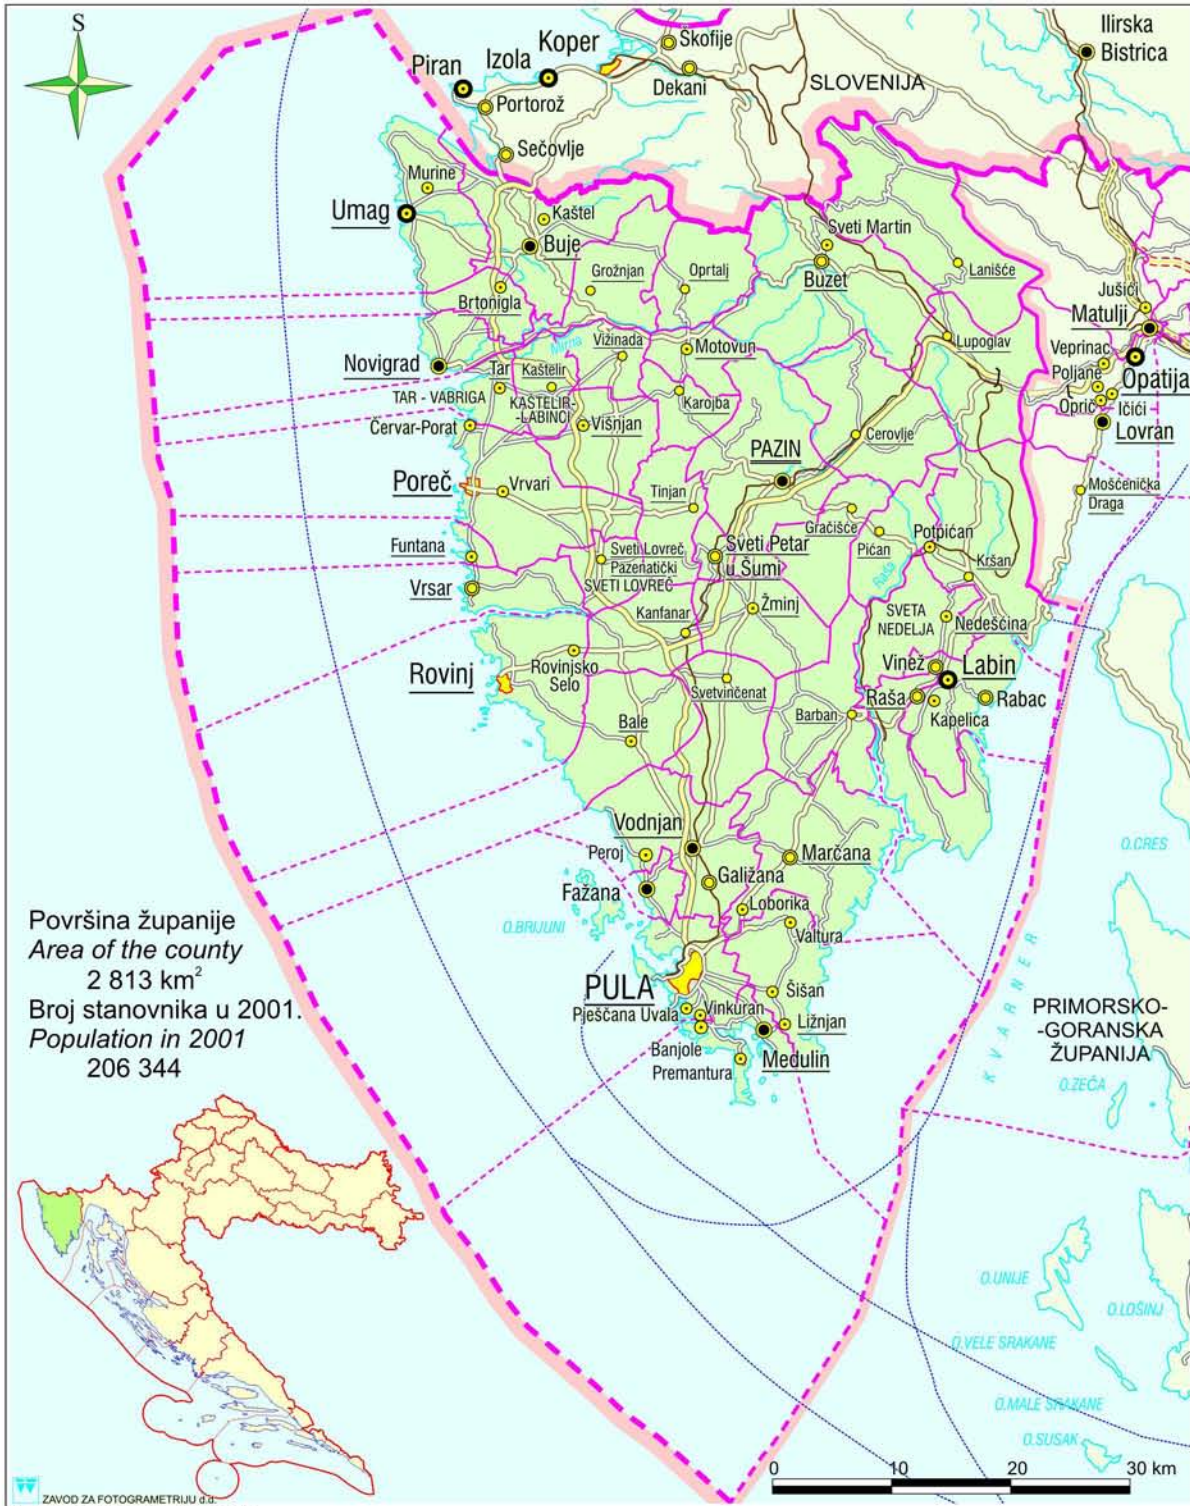 S
Ilirska
Bistrica
Koper
Škofije
Izola
Piran
Dekani
SLOVENIJA
Portorož
Sečovlje
Murine
Umag
Kaštel
Buje
Sveti Martin
Buzet
Lanišće
Grožnjan
Oprtalj
Brtonigla
Jušići
Matulji
Mirna
Vižinada
Motovun
Lupoglav
Veprinac
Poljane
Opatija
Novigrad
Tar
Kaštelir
TAR - VABRIGA
KAŠTELIR-
-LABINCI
Karojba
Oprič
Ičići
Lovran
Červar-Porat
Višnjan
Cerovlje
PAZIN
Poreč
Vrvari
Tinjan
Mošćenička
Draga
Gračišće
Pićan
Potpićan
Funtana
Sveti Lovreč
Pazenatički
SVETI LOVREČ
Sveti Petar
u Šumi
Raša
Kršan
Vrsar
Kanfanar
Žminj
SVETA
NEDELJA
Nedešćina
Rovinj
Rovinjsko
Selo
Vinež
Labin
Svetvinčenat
Raša
Rabac
Kapelica
Bale
Barban
Vodnjan
Peroj
Marčana
Galižana
Fažana
Loborika
Valtura
O.CRES
O.BRIJUNI
Površina županije
Area of the county
2 813 km²
Broj stanovnika u 2001.
Population in 2001
206 344
PULA
Šišan
Pješčana Uvala
Vinkuran
Ližnjan
Banjole
Medulin
Premantura
KVARNER
PRIMORSKO-
-GORANSKA
ŽUPANIJA
O.ZEČA
O.UNIJE
O.LOŠINJ
O.VELE SRAKANE
O.MALE SRAKANE
O.SUSAK
0 10 20 30 km
ZAVOD ZA FOTOGRAMETRIJU d.d.